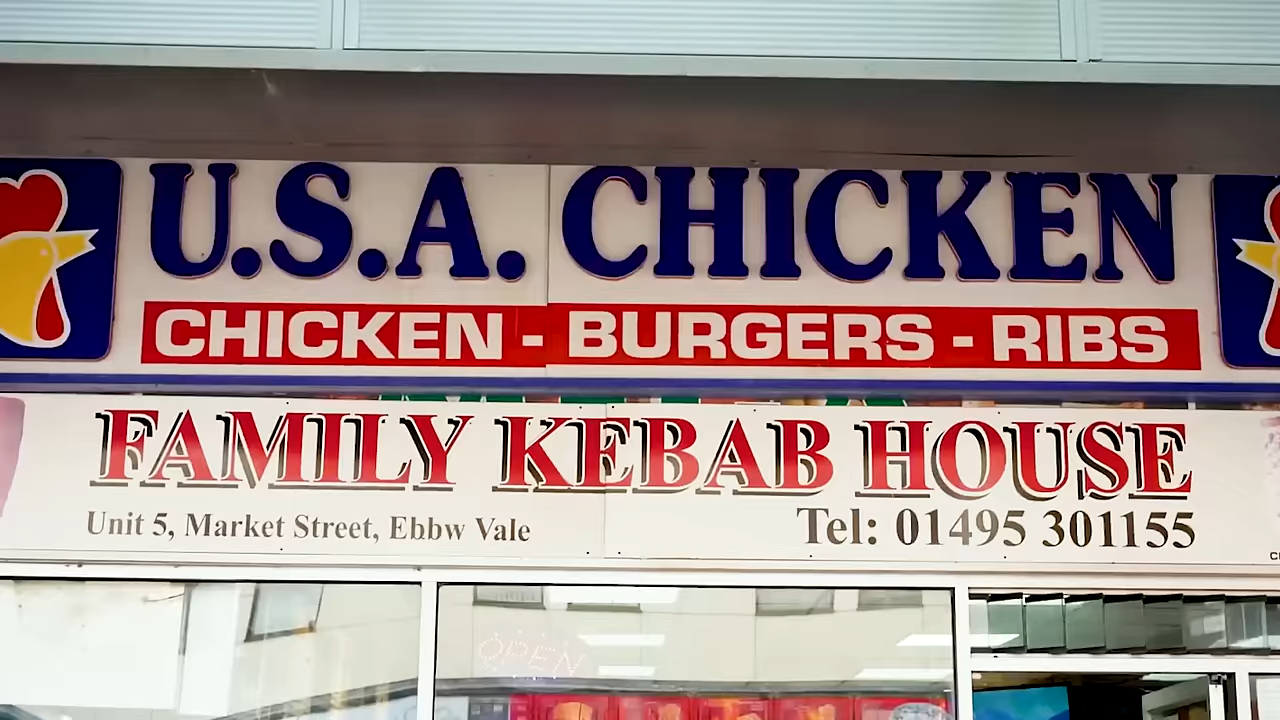 U.S.A. CHICKEN
CHICKEN - BURGERS - RIBS
FAMILY KEBAB HOUSE
Unit 5, Market Street, Ebbw Vale
Tel: 01495 301155
OPEN